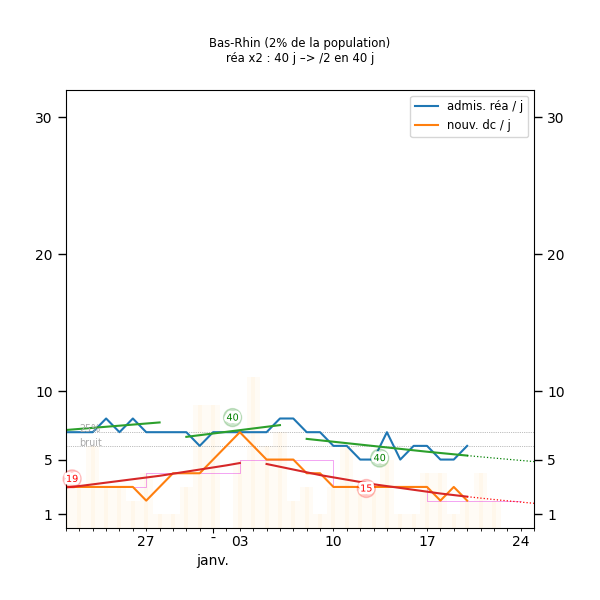 Bas-Rhin (2% de la population)
réa x2 : 40 j –> /2 en 40 j
admis. réa / j
nouv. dc / j
30 30
20 20
10 10
40
25%
bruit
5 5
40
19
15
1 1
27 - 03 10 17 24
janv.